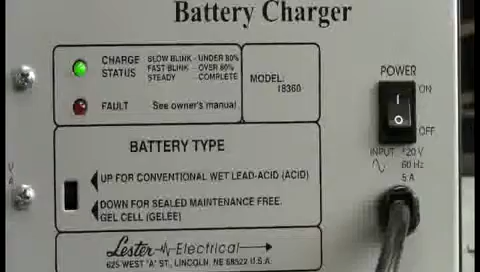 Battery Charger
CHARGE STATUS
SLOW BLINK - UNDER 80%
FAST BLINK - OVER 80%
STEADY - COMPLETE
FAULT See owner's manual
MODEL:
18360
POWER
ON
OFF
INPUT 120 V
60 Hz
5 A
BATTERY TYPE
UP FOR CONVENTIONAL WET LEAD-ACID (ACID)
DOWN FOR SEALED MAINTENANCE FREE.
GEL CELL (GELEE)
Lester Electrical
625 WEST "A" ST., LINCOLN, NE 68522 U.S.A.
V
A